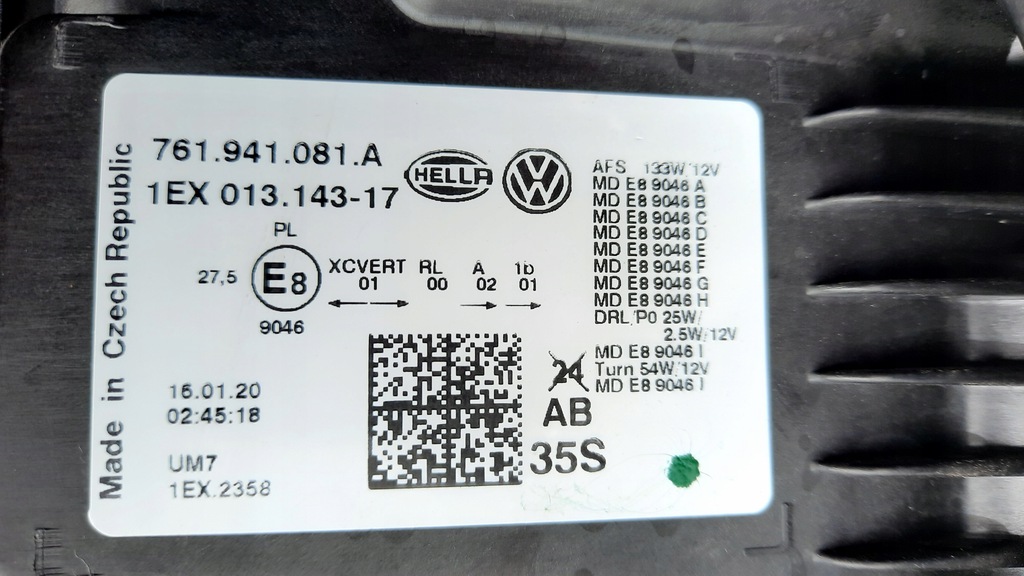 Made in Czech Republic
761.941.081.A
1EX 013.143-17
HELLA
VW
PL
27,5
E8
9046
XCVERT RL A 1b
01 00 02 01
16.01.20
02:45:18
UM7
1EX.2358
AFS 133W/12V
MD E8 9046 A
MD E8 9046 B
MD E8 9046 C
MD E8 9046 D
MD E8 9046 E
MD E8 9046 F
MD E8 9046 G
MD E8 9046 H
DRL/P0 25W/
2.5W/12V
MD E8 9046 I
Turn 54W/12V
MD E8 9046 I
24
AB
35S